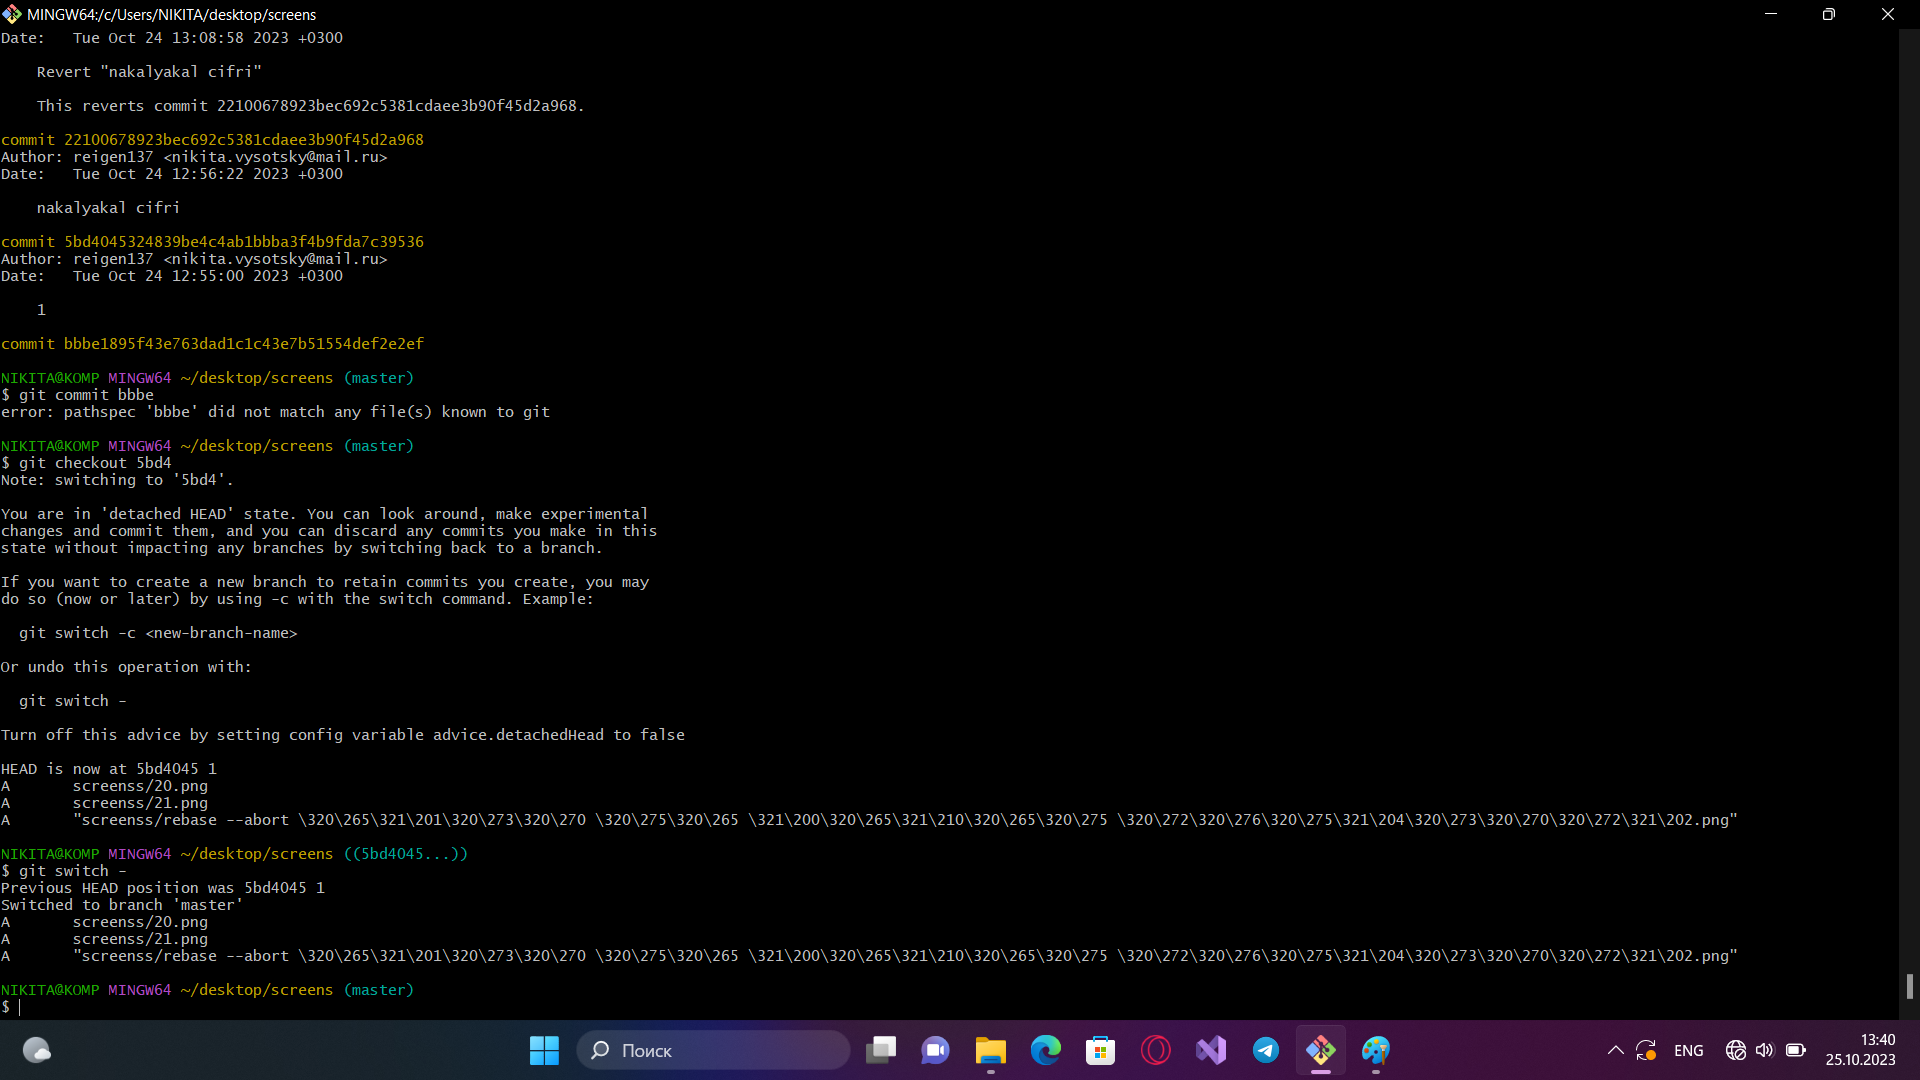 MINGW64:/c/Users/NIKITA/desktop/screens
Date:   Tue Oct 24 13:08:58 2023 +0300
    Revert "nakalyakal cifri"
    This reverts commit 22100678923bec692c5381cdaee3b90f45d2a968.
commit 22100678923bec692c5381cdaee3b90f45d2a968
Author: reigen137 <nikita.vysotsky@mail.ru>
Date:   Tue Oct 24 12:56:22 2023 +0300
    nakalyakal cifri
commit 5bd4045324839be4c4ab1bbba3f4b9fda7c39536
Author: reigen137 <nikita.vysotsky@mail.ru>
Date:   Tue Oct 24 12:55:00 2023 +0300
    1
commit bbbe1895f43e763dad1c1c43e7b51554def2e2ef
NIKITA@KOMP MINGW64 ~/desktop/screens (master)
$ git commit bbbe
error: pathspec 'bbbe' did not match any file(s) known to git
NIKITA@KOMP MINGW64 ~/desktop/screens (master)
$ git checkout 5bd4
Note: switching to '5bd4'.
You are in 'detached HEAD' state. You can look around, make experimental
changes and commit them, and you can discard any commits you make in this
state without impacting any branches by switching back to a branch.
If you want to create a new branch to retain commits you create, you may
do so (now or later) by using -c with the switch command. Example:
  git switch -c <new-branch-name>
Or undo this operation with:
  git switch -
Turn off this advice by setting config variable advice.detachedHead to false
HEAD is now at 5bd4045 1
A       screenss/20.png
A       screenss/21.png
A       "screenss/rebase --abort \320\265\321\201\320\273\320\270 \320\275\320\265 \321\200\320\265\321\210\320\265\320\275 \320\272\320\276\320\275\321\204\320\273\320\270\320\272\321\202.png"
NIKITA@KOMP MINGW64 ~/desktop/screens ((5bd4045...))
$ git switch -
Previous HEAD position was 5bd4045 1
Switched to branch 'master'
A       screenss/20.png
A       screenss/21.png
A       "screenss/rebase --abort \320\265\321\201\320\273\320\270 \320\275\320\265 \321\200\320\265\321\210\320\265\320\275 \320\272\320\276\320\275\321\204\320\273\320\270\320\272\321\202.png"
NIKITA@KOMP MINGW64 ~/desktop/screens (master)
$
Поиск
ENG
13:40
25.10.2023